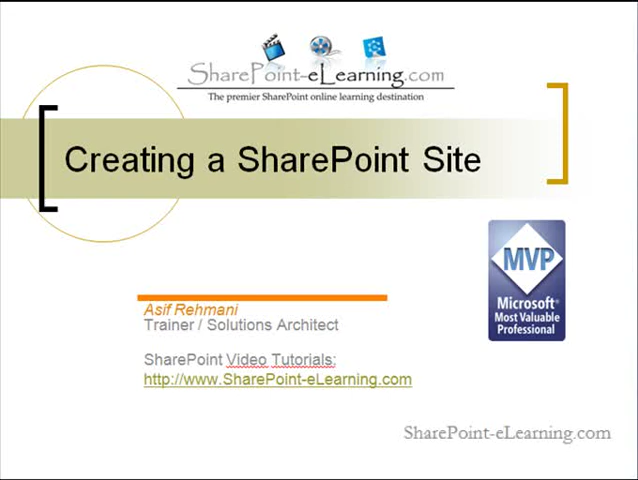 SharePoint-eLearning.com
The premier SharePoint online learning destination
Creating a SharePoint Site
MVP
Microsoft®
Most Valuable
Professional
Asif Rehmani
Trainer / Solutions Architect
SharePoint Video Tutorials:
http://www.SharePoint-eLearning.com
SharePoint-eLearning.com